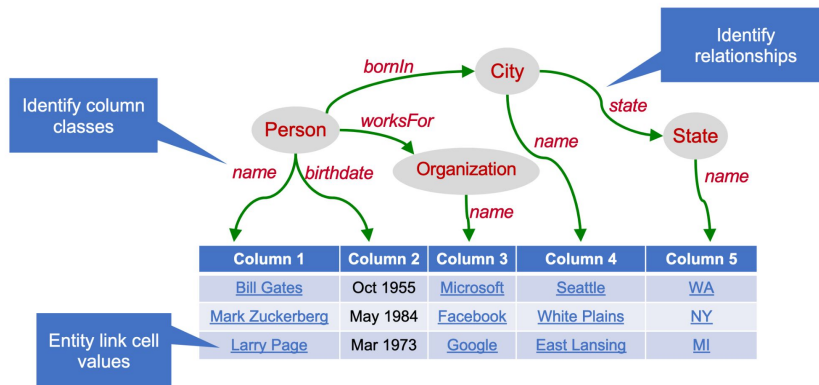 Identify
relationships
bornIn
City
Identify column
classes
worksFor
state
Person
name
State
name
birthdate
Organization
name
name
Column 1 Column 2 Column 3 Column 4 Column 5
Bill Gates Oct 1955 Microsoft Seattle WA
Mark Zuckerberg May 1984 Facebook White Plains NY
Larry Page Mar 1973 Google East Lansing MI
Entity link cell
values